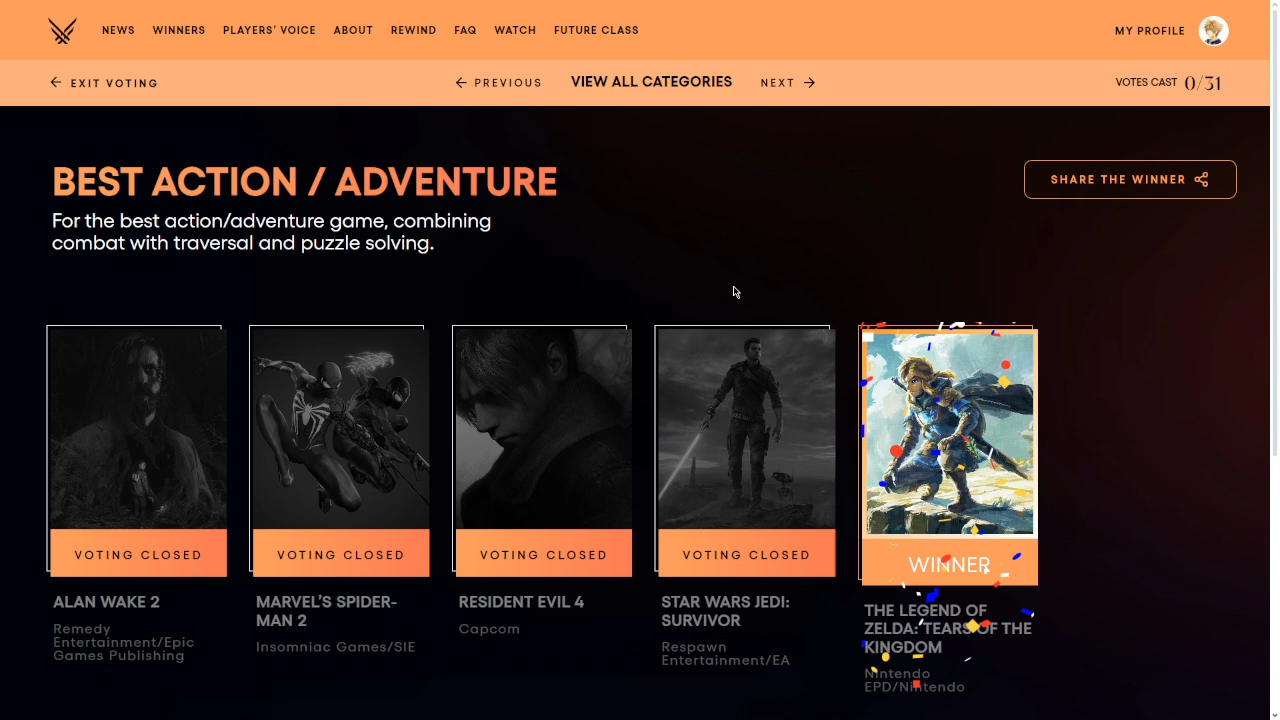 NEWS WINNERS PLAYERS' VOICE ABOUT REWIND FAQ WATCH FUTURE CLASS MY PROFILE
EXIT VOTING PREVIOUS VIEW ALL CATEGORIES NEXT VOTES CAST 0/31
BEST ACTION / ADVENTURE
SHARE THE WINNER
For the best action/adventure game, combining
combat with traversal and puzzle solving.
VOTING CLOSED
ALAN WAKE 2
Remedy
Entertainment/Epic
Games Publishing
VOTING CLOSED
MARVEL'S SPIDER-
MAN 2
Insomniac Games/SIE
VOTING CLOSED
RESIDENT EVIL 4
Capcom
VOTING CLOSED
STAR WARS JEDI:
SURVIVOR
Respawn
Entertainment/EA
WINNER
THE LEGEND OF
ZELDA: TEARS OF THE
KINGDOM
Nintendo
EPD/Nintendo